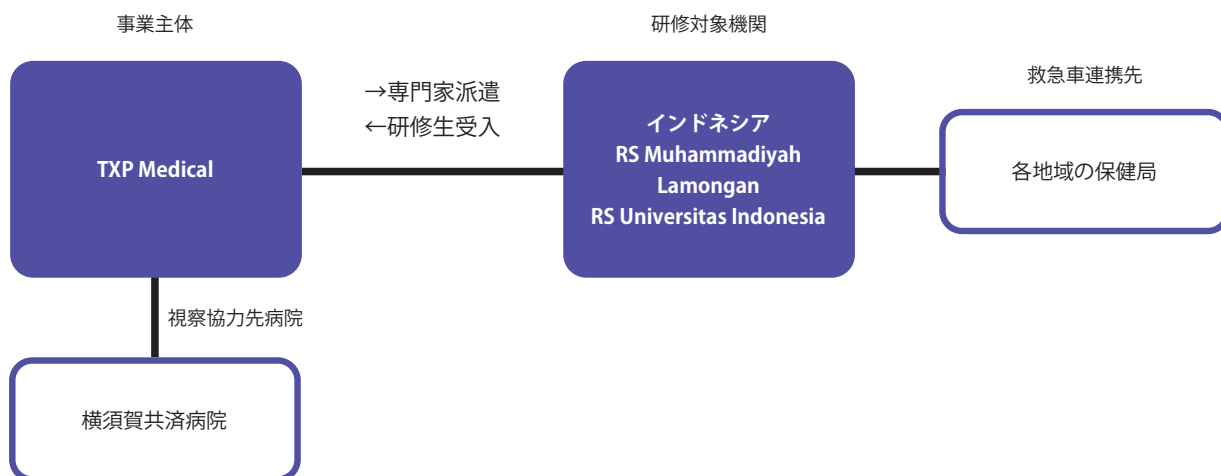 事業主体
TXP Medical
→専門家派遣
←研修生受入
研修対象機関
インドネシア
RS Muhammadiyah
Lamongan
RS Universitas Indonesia
救急車連携先
各地域の保健局
視察協力先病院
横須賀共済病院